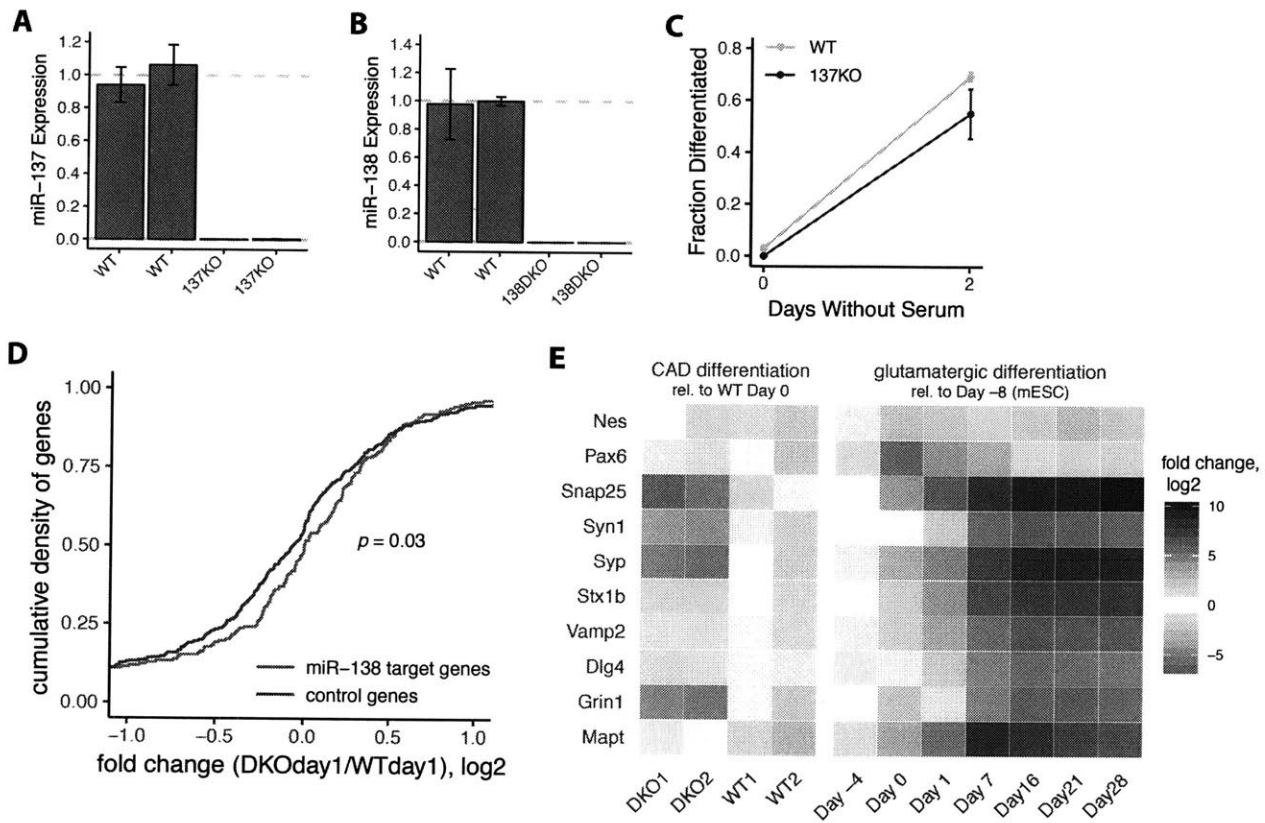 A
miR−137 Expression
1.2
1.0
0.8
0.6
0.4
0.2
0.0
WT
WT
137KO
137KO
B
miR−138 Expression
1.4
1.2
1.0
0.8
0.6
0.4
0.2
0.0
WT
WT
138DKO
138DKO
C
Fraction Differentiated
0.8
0.6
0.4
0.2
0.0
WT
137KO
0
2
Days Without Serum
D
cumulative density of genes
1.00
0.75
0.50
0.25
0.00
p = 0.03
miR−138 target genes
control genes
−1.0
−0.5
0.0
0.5
1.0
fold change (DKOday1/WTday1), log2
E
CAD differentiation
rel. to WT Day 0
glutamatergic differentiation
rel. to Day −8 (mESC)
Nes
Pax6
Snap25
Syn1
Syp
Stx1b
Vamp2
Dlg4
Grin1
Mapt
DKO1
DKO2
WT1
WT2
Day −4
Day 0
Day 1
Day 7
Day16
Day21
Day28
fold change,
log2
10
5
0
−5